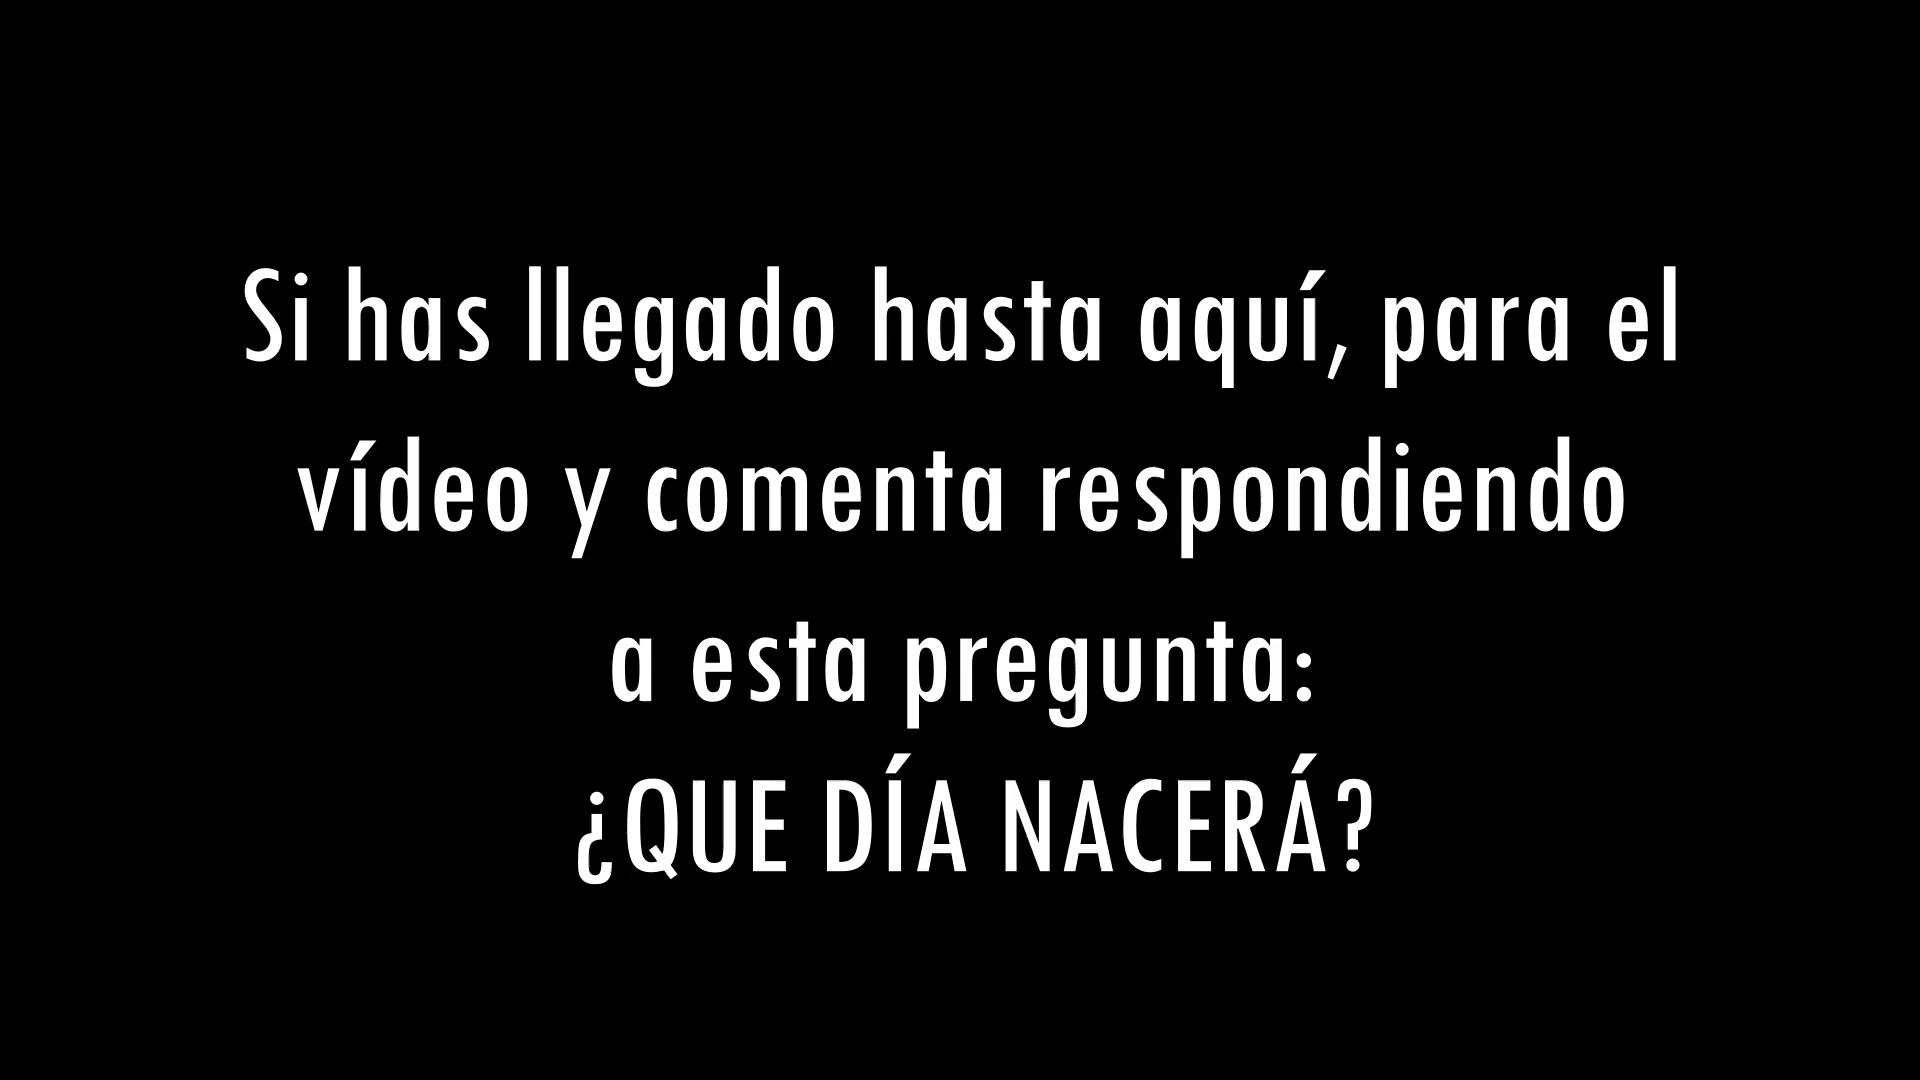 Si has llegado hasta aquí, para el
vídeo y comenta respondiendo
a esta pregunta:
¿QUE DÍA NACERÁ?